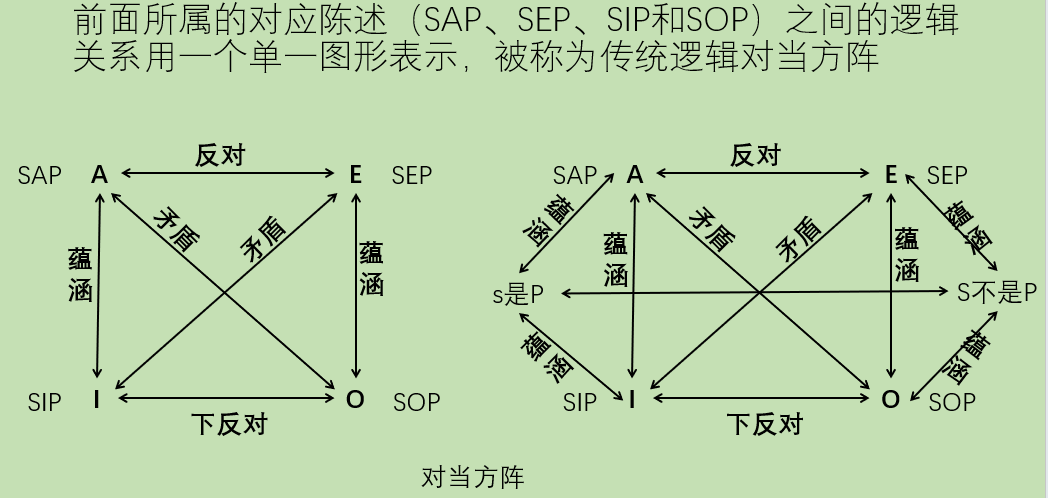 前面所属的对应陈述（SAP、SEP、SIP和SOP）之间的逻辑
关系用一个单一图形表示，被称为传统逻辑对当方阵
反对
SAP A E SEP
矛盾 矛盾
蕴涵 蕴涵
SIP I O SOP
下反对
反对
SAP A E SEP
蕴涵 矛盾 矛盾 蕴涵
蕴涵 蕴涵
s是P S不是P
蕴涵 蕴涵
SIP I O SOP
下反对
对当方阵